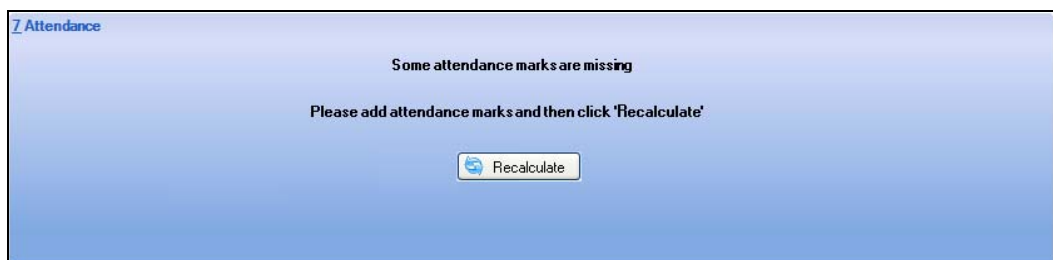 7 Attendance
Some attendance marks are missing
Please add attendance marks and then click 'Recalculate'
Recalculate